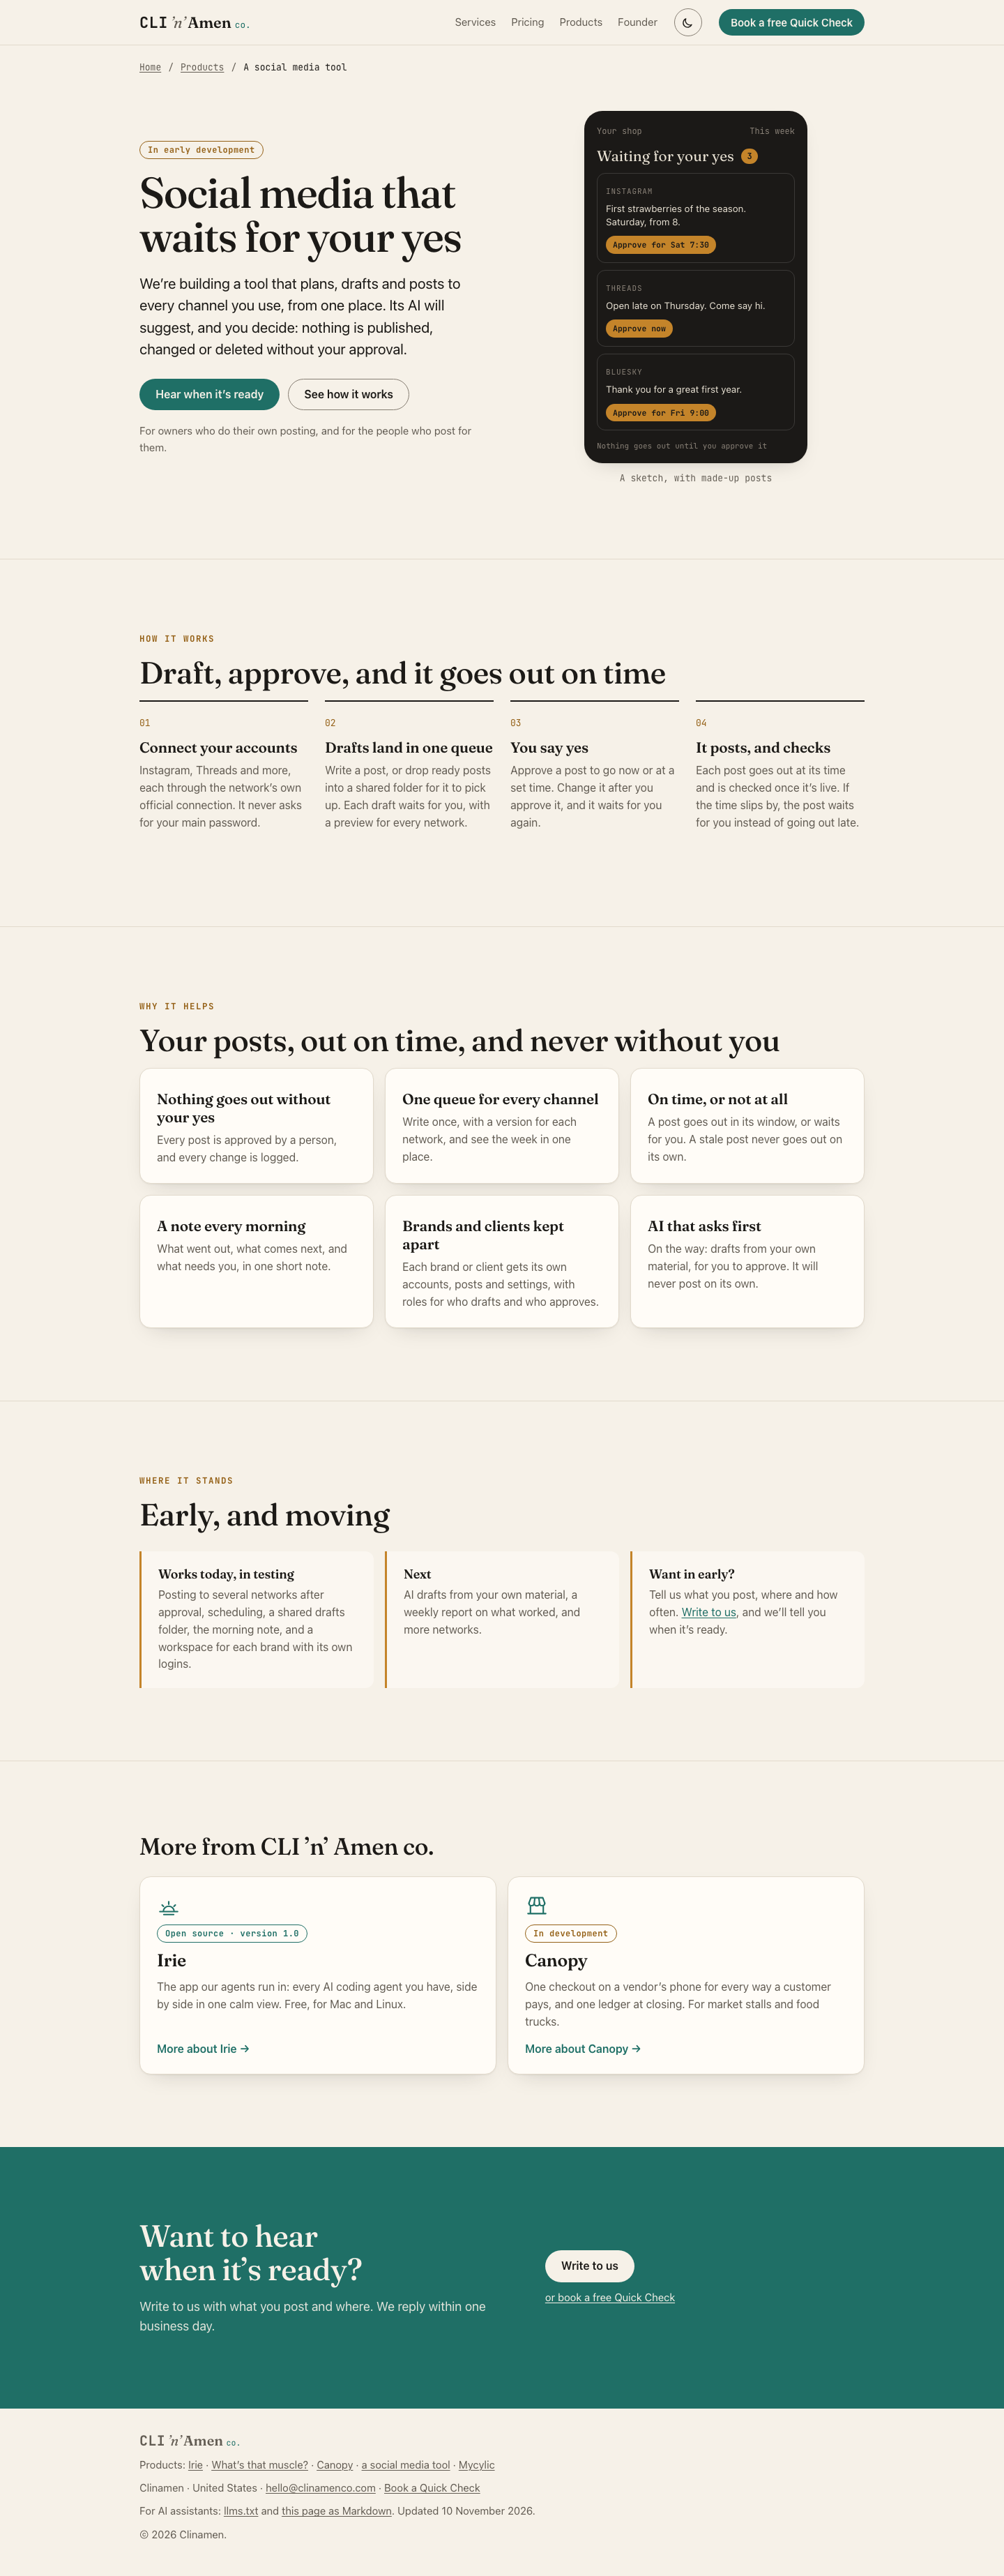 CLI ’n’ Amen co.
Services Pricing Products Founder Book a free Quick Check
Home / Products / A social media tool
In early development
Social media that
waits for your yes
We’re building a tool that plans, drafts and posts to
every channel you use, from one place. Its AI will
suggest, and you decide: nothing is published,
changed or deleted without your approval.
Hear when it’s ready See how it works
For owners who do their own posting, and for the people who post for
them.
Your shop This week
Waiting for your yes 3
INSTAGRAM
First strawberries of the season.
Saturday, from 8.
Approve for Sat 7:30
THREADS
Open late on Thursday. Come say hi.
Approve now
BLUESKY
Thank you for a great first year.
Approve for Fri 9:00
Nothing goes out until you approve it
A sketch, with made-up posts
HOW IT WORKS
Draft, approve, and it goes out on time
01
Connect your accounts
Instagram, Threads and more,
each through the network’s own
official connection. It never asks
for your main password.
02
Drafts land in one queue
Write a post, or drop ready posts
into a shared folder for it to pick
up. Each draft waits for you, with
a preview for every network.
03
You say yes
Approve a post to go now or at a
set time. Change it after you
approve it, and it waits for you
again.
04
It posts, and checks
Each post goes out at its time
and is checked once it’s live. If
the time slips by, the post waits
for you instead of going out late.
WHY IT HELPS
Your posts, out on time, and never without you
Nothing goes out without
your yes
Every post is approved by a person,
and every change is logged.
One queue for every channel
Write once, with a version for each
network, and see the week in one
place.
On time, or not at all
A post goes out in its window, or waits
for you. A stale post never goes out on
its own.
A note every morning
What went out, what comes next, and
what needs you, in one short note.
Brands and clients kept
apart
Each brand or client gets its own
accounts, posts and settings, with
roles for who drafts and who approves.
AI that asks first
On the way: drafts from your own
material, for you to approve. It will
never post on its own.
WHERE IT STANDS
Early, and moving
Works today, in testing
Posting to several networks after
approval, scheduling, a shared drafts
folder, the morning note, and a
workspace for each brand with its own
logins.
Next
AI drafts from your own material, a
weekly report on what worked, and
more networks.
Want in early?
Tell us what you post, where and how
often. Write to us, and we’ll tell you
when it’s ready.
More from CLI ’n’ Amen co.
Open source · version 1.0
Irie
The app our agents run in: every AI coding agent you have, side
by side in one calm view. Free, for Mac and Linux.
More about Irie →
In development
Canopy
One checkout on a vendor’s phone for every way a customer
pays, and one ledger at closing. For market stalls and food
trucks.
More about Canopy →
Want to hear
when it’s ready?
Write to us with what you post and where. We reply within one
business day.
Write to us
or book a free Quick Check
CLI ’n’ Amen co.
Products: Irie · What’s that muscle? · Canopy · a social media tool · Mycylic
Clinamen · United States · hello@clinamenco.com · Book a Quick Check
For AI assistants: llms.txt and this page as Markdown. Updated 10 November 2026.
© 2026 Clinamen.